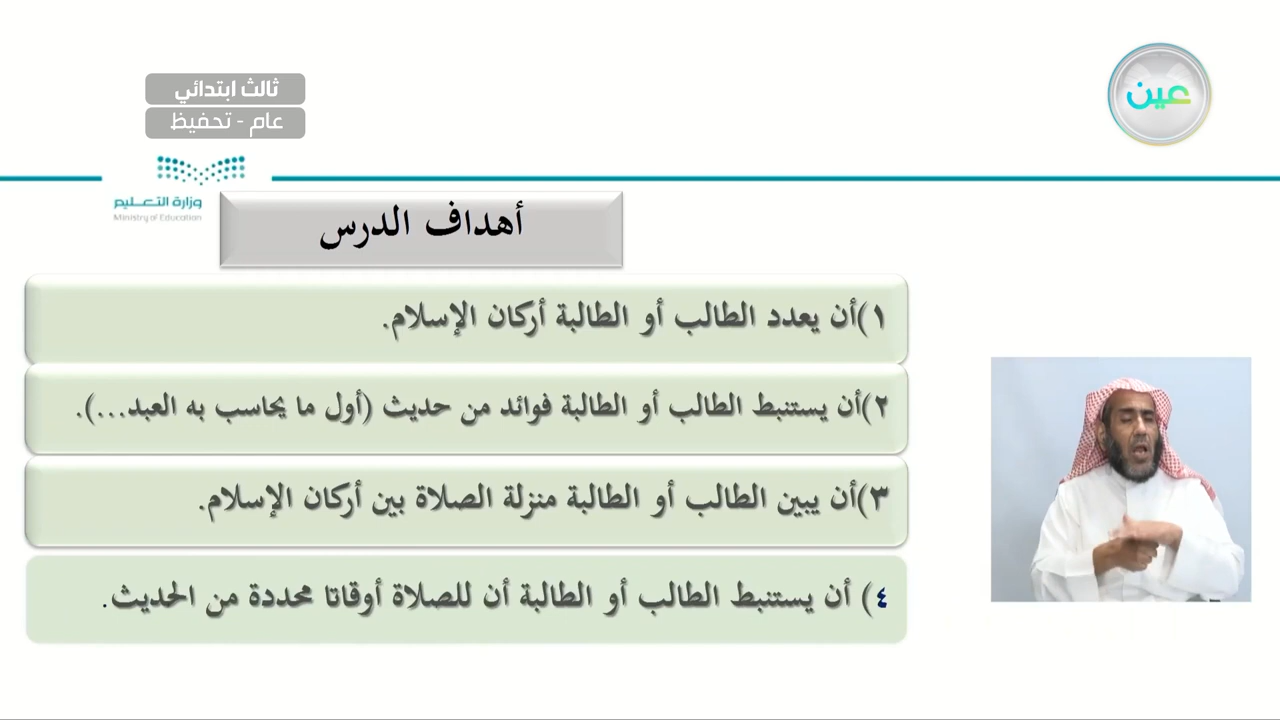 عين
ثالث ابتدائي
عام - تحفيظ
وزارة التعليم
Ministry of Education
أهداف الدرس
١)أن يعدد الطالب أو الطالبة أركان الإسلام.
٢)أن يستنبط الطالب أو الطالبة فوائد من حديث (أول ما يحاسب به العبد...).
٣)أن يبين الطالب أو الطالبة منزلة الصلاة بين أركان الإسلام.
٤) أن يستنبط الطالب أو الطالبة أن للصلاة أوقاتا محددة من الحديث.